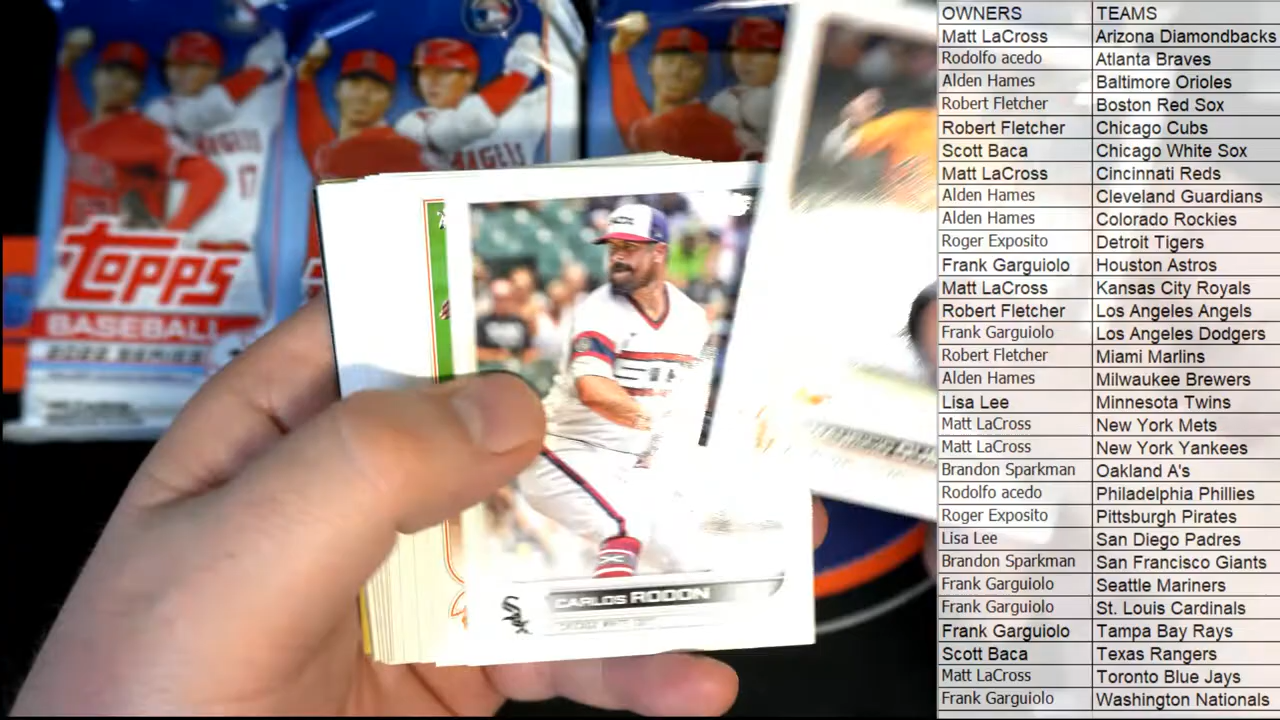 OWNERS TEAMS
Matt LaCross Arizona Diamondbacks
Rodolfo acedo Atlanta Braves
Alden Hames Baltimore Orioles
Robert Fletcher Boston Red Sox
Robert Fletcher Chicago Cubs
Scott Baca Chicago White Sox
Matt LaCross Cincinnati Reds
Alden Hames Cleveland Guardians
Alden Hames Colorado Rockies
Roger Exposito Detroit Tigers
Frank Garguiolo Houston Astros
Matt LaCross Kansas City Royals
Robert Fletcher Los Angeles Angels
Frank Garguiolo Los Angeles Dodgers
Robert Fletcher Miami Marlins
Alden Hames Milwaukee Brewers
Lisa Lee Minnesota Twins
Matt LaCross New York Mets
Matt LaCross New York Yankees
Brandon Sparkman Oakland A's
Rodolfo acedo Philadelphia Phillies
Roger Exposito Pittsburgh Pirates
Lisa Lee San Diego Padres
Brandon Sparkman San Francisco Giants
Frank Garguiolo Seattle Mariners
Frank Garguiolo St. Louis Cardinals
Frank Garguiolo Tampa Bay Rays
Scott Baca Texas Rangers
Matt LaCross Toronto Blue Jays
Frank Garguiolo Washington Nationals
ANGELS
17
ANGELS
topps
BASEBALL
2022 SERIES
Sox
CARLOS RODON